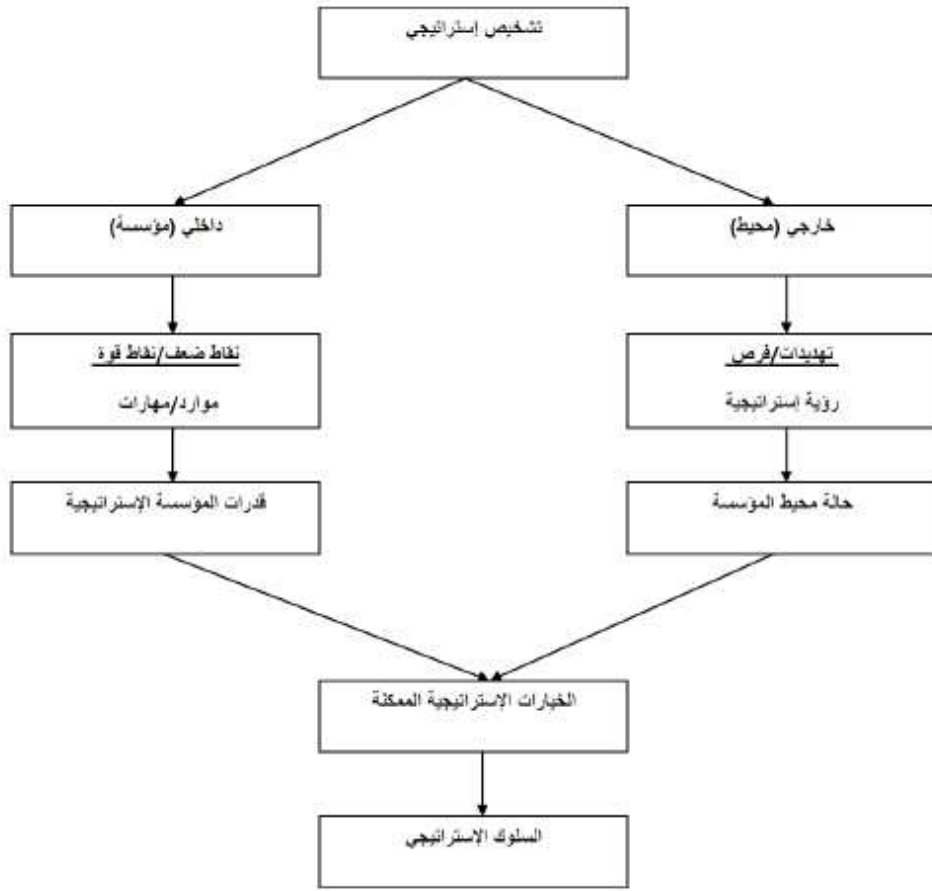 تشخيص إستراتيجي
خارجي (محيط)
داخلي (مؤسسة)
تهديدات/فرص
رؤية إستراتيجية
نقاط ضعف/نقاط قوة
موارد/مهارات
حالة محيط المؤسسة
قدرات المؤسسة الإستراتيجية
الخيارات الإستراتيجية الممكنة
السلوك الإستراتيجي